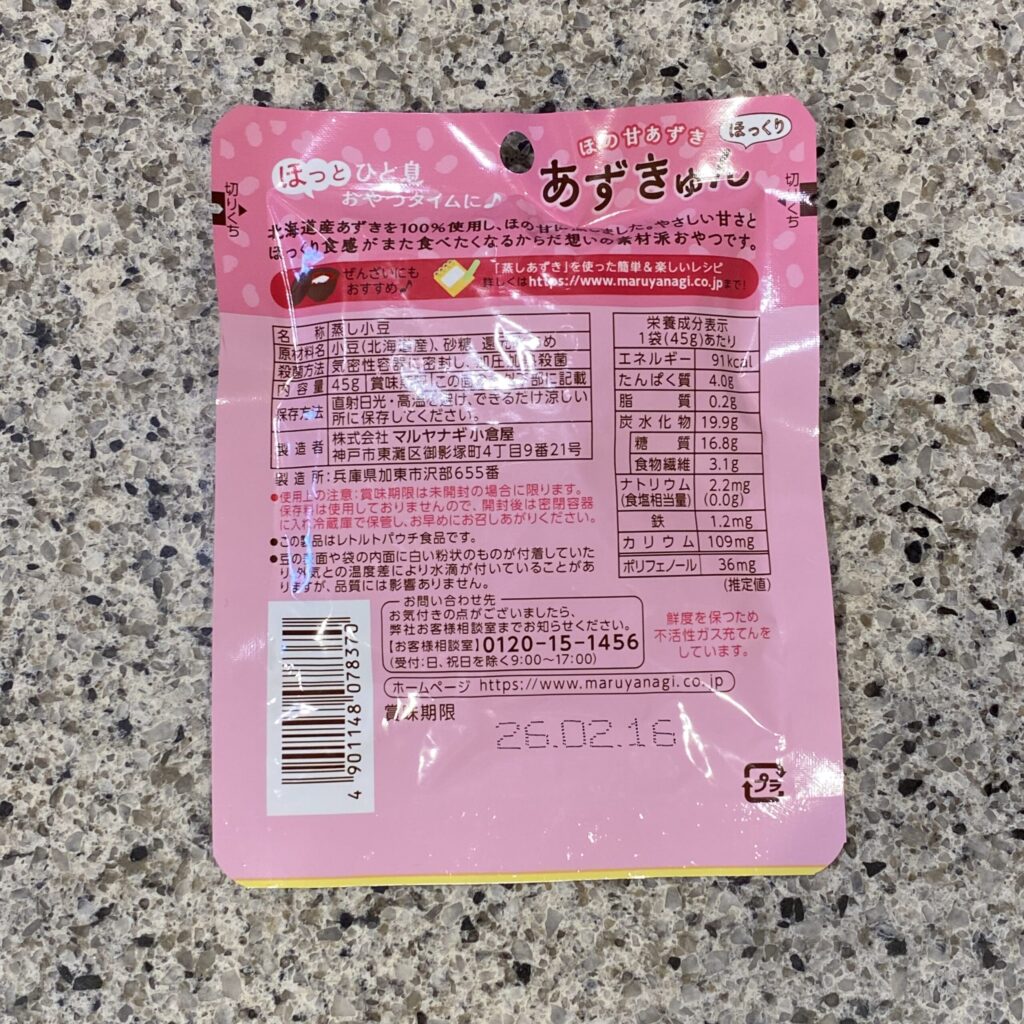 ほの甘あずき ほっくり
あずきゅん
ほっと ひと息
おやつタイムに♪
切りくち
切りくち
北海道産あずきを100%使用し、ほの甘に しました。やさしい甘さと
ほっくり食感がまた食べたくなるからだ想いの素材派おやつです。
ぜんざいにも
おすすめ♪
「蒸しあずき」を使った簡単&楽しいレシピ
詳しくはhttps://www.maruyanagi.co.jpまで!
名称 蒸し小豆
原材料名 小豆(北海道産)、砂糖、還元水あめ
殺菌方法 気密性容器に密封し、加圧加熱殺菌
内容量 45g 賞味期限 この面の 部に記載
保存方法 直射日光・高温を避け、できるだけ涼しい
所に保存してください。
製造者 株式会社 マルヤナギ小倉屋
神戸市東灘区御影塚町4丁目9番21号
製造所:兵庫県加東市沢部655番
●使用上の注意:賞味期限は未開封の場合に限ります。
保存料は使用しておりませんので、開封後は密閉容器
に入れ冷蔵庫で保管し、お早めにお召しあがりください。
●この製品はレトルトパウチ食品です。
●豆の表面や袋の内面に白い粉状のものが付着していた
り、外気との温度差により水滴が付いていることがあ
りますが、品質には影響ありません。
栄養成分表示
1袋(45g)あたり
エネルギー 91kcal
たんぱく質 4.0g
脂質 0.2g
炭水化物 19.9g
糖質 16.8g
食物繊維 3.1g
ナトリウム 2.2mg
(食塩相当量) (0.0g)
鉄 1.2mg
カリウム 109mg
ポリフェノール 36mg
(推定値)
お問い合わせ先
お気付きの点がございましたら、
弊社お客様相談室までお知らせください。
【お客様相談室】0120-15-1456
(受付:日、祝日を除く9:00〜17:00)
鮮度を保つため
不活性ガス充てんを
しています。
ホームページ https://www.maruyanagi.co.jp
賞味期限
26.02.16
4 901148 078370
プラ